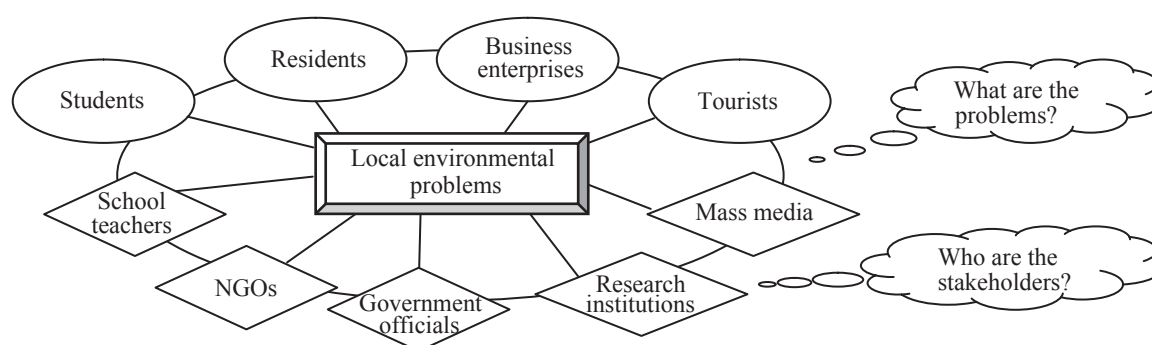 Business
enterprises
Residents
Students
Tourists
What are the
problems?
Local environmental
problems
School
teachers
Mass media
NGOs
Government
officials
Research
institutions
Who are the
stakeholders?